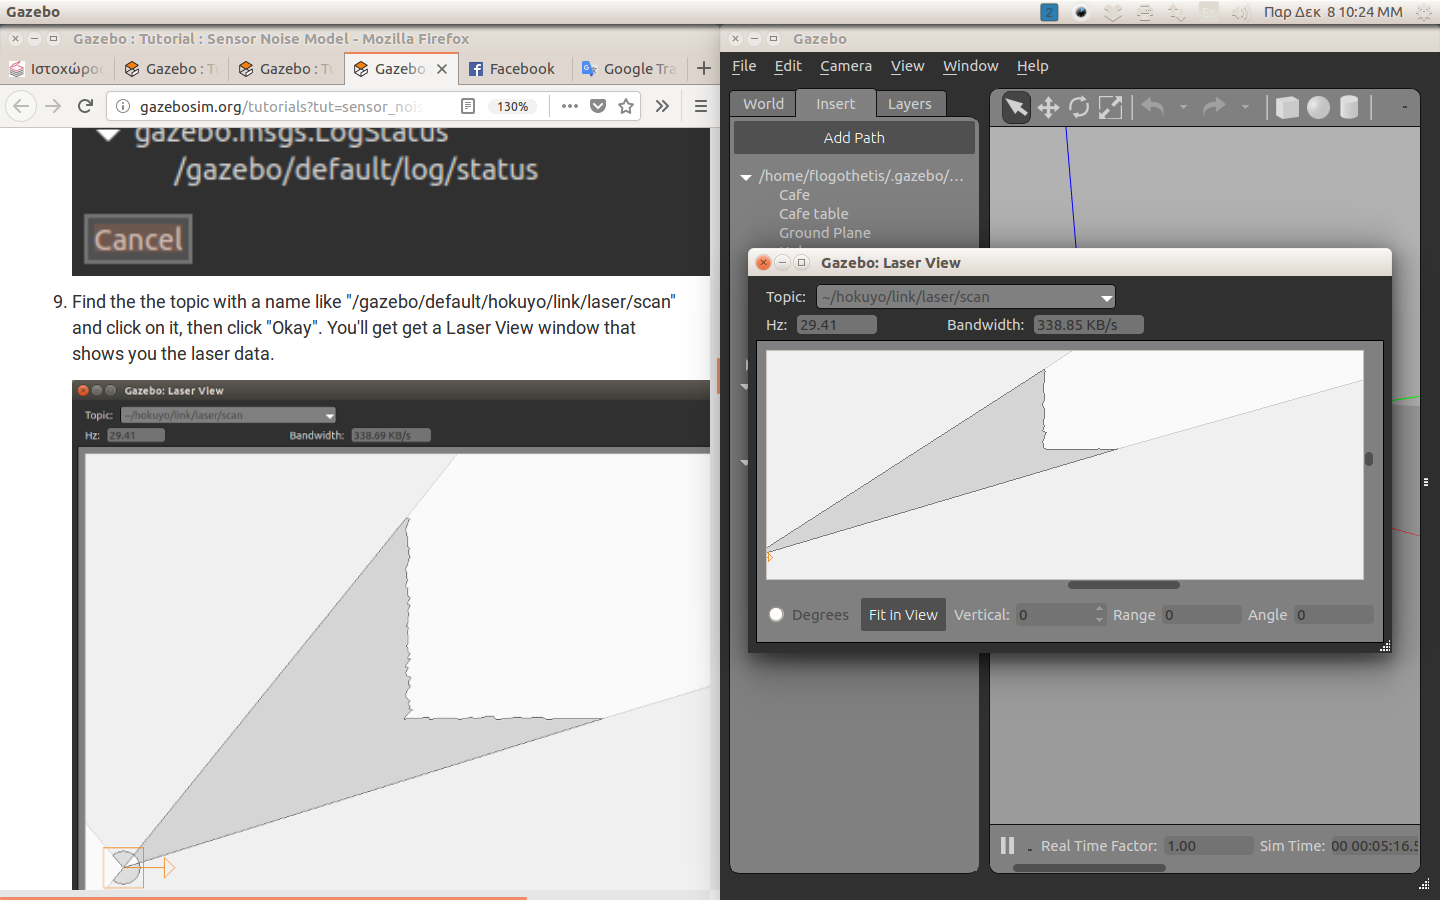 Gazebo
2
Παρ Δεκ 8 10:24 ΜΜ
Gazebo : Tutorial : Sensor Noise Model - Mozilla Firefox
Ιστοχώρος
Gazebo : Tu
Gazebo : Tu
Gazebo
Facebook
Google Tra
gazebosim.org/tutorials?tut=sensor_nois
130%
gazebo.msgs.LogStatus
/gazebo/default/log/status
Cancel
9. Find the the topic with a name like "/gazebo/default/hokuyo/link/laser/scan"
and click on it, then click "Okay". You'll get get a Laser View window that
shows you the laser data.
Gazebo: Laser View
Topic: ~/hokuyo/link/laser/scan
Hz: 29.41 Bandwidth: 338.69 KB/s
Gazebo
File Edit Camera View Window Help
World Insert Layers
Add Path
/home/flogothetis/.gazebo/...
Cafe
Cafe table
Ground Plane
Gazebo: Laser View
Topic: ~/hokuyo/link/laser/scan
Hz: 29.41 Bandwidth: 338.85 KB/s
Degrees Fit in View Vertical: 0 Range 0 Angle 0
Real Time Factor: 1.00 Sim Time: 00 00:05:16.5